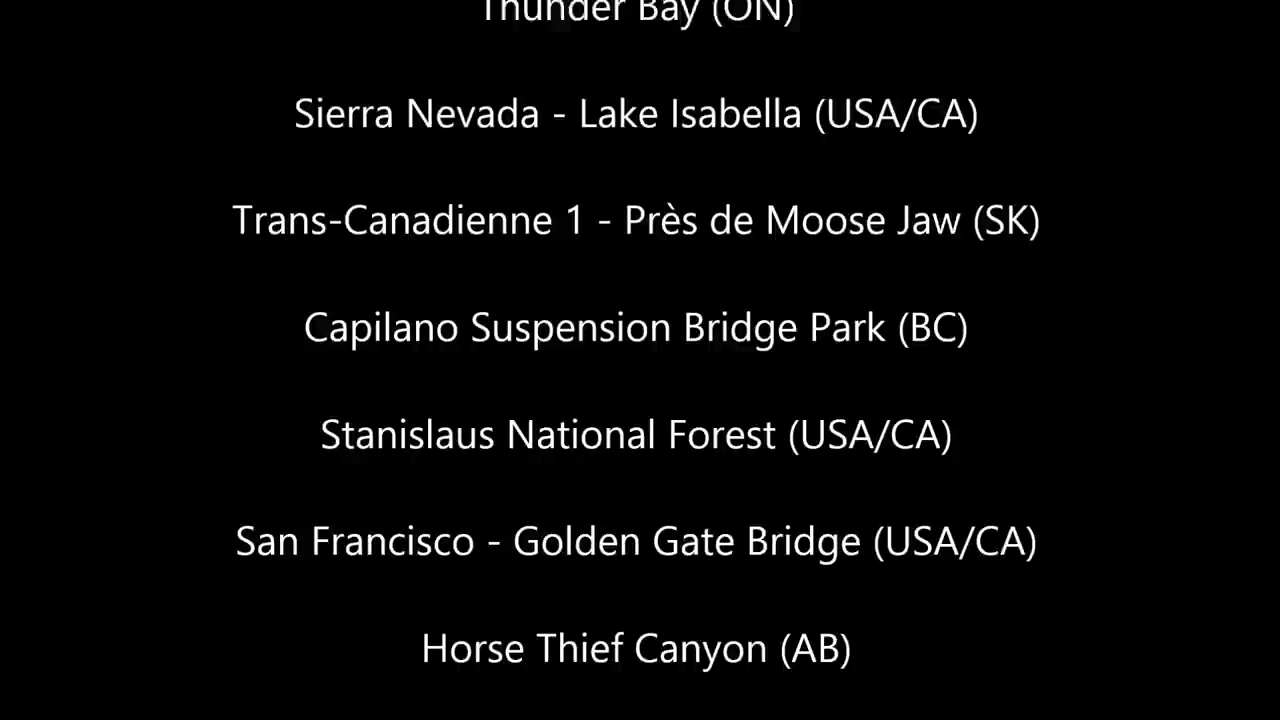 Thunder Bay (ON)
Sierra Nevada - Lake Isabella (USA/CA)
Trans-Canadienne 1 - Près de Moose Jaw (SK)
Capilano Suspension Bridge Park (BC)
Stanislaus National Forest (USA/CA)
San Francisco - Golden Gate Bridge (USA/CA)
Horse Thief Canyon (AB)